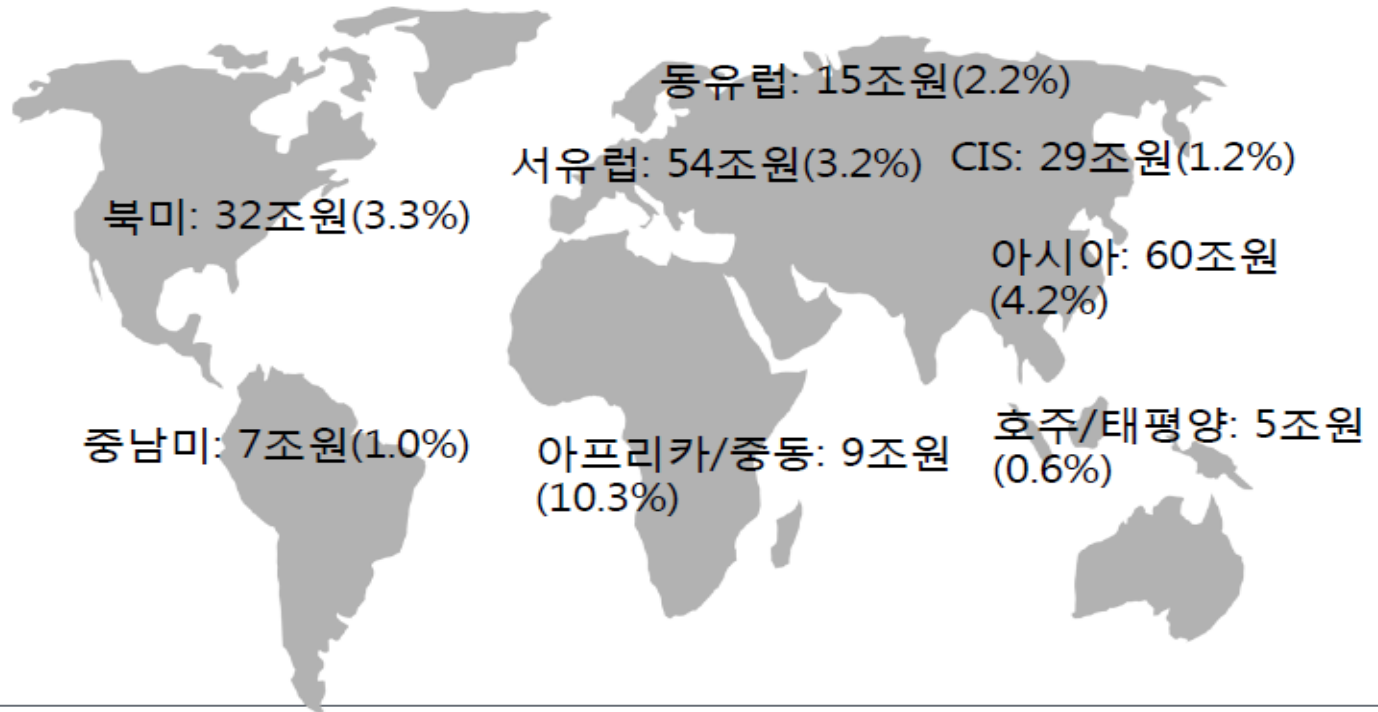 동유럽: 15조원(2.2%)
서유럽: 54조원(3.2%)
CIS: 29조원(1.2%)
북미: 32조원(3.3%)
아시아: 60조원
(4.2%)
중남미: 7조원(1.0%)
아프리카/중동: 9조원
(10.3%)
호주/태평양: 5조원
(0.6%)